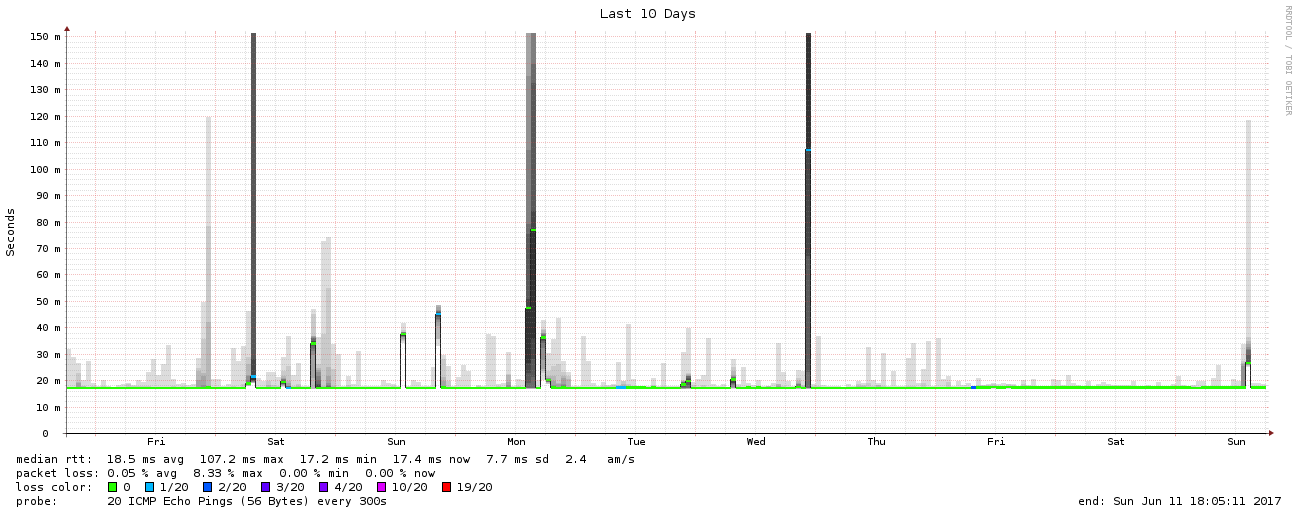 Last 10 Days
RRDTOOL / TOBI OETIKER
Seconds
150 m
140 m
130 m
120 m
110 m
100 m
90 m
80 m
70 m
60 m
50 m
40 m
30 m
20 m
10 m
0
Fri Sat Sun Mon Tue Wed Thu Fri Sat Sun
median rtt: 18.5 ms avg 107.2 ms max 17.2 ms min 17.4 ms now 7.7 ms sd 2.4 am/s
packet loss: 0.05 % avg 8.33 % max 0.00 % min 0.00 % now
loss color: 0 1/20 2/20 3/20 4/20 10/20 19/20
probe: 20 ICMP Echo Pings (56 Bytes) every 300s end: Sun Jun 11 18:05:11 2017